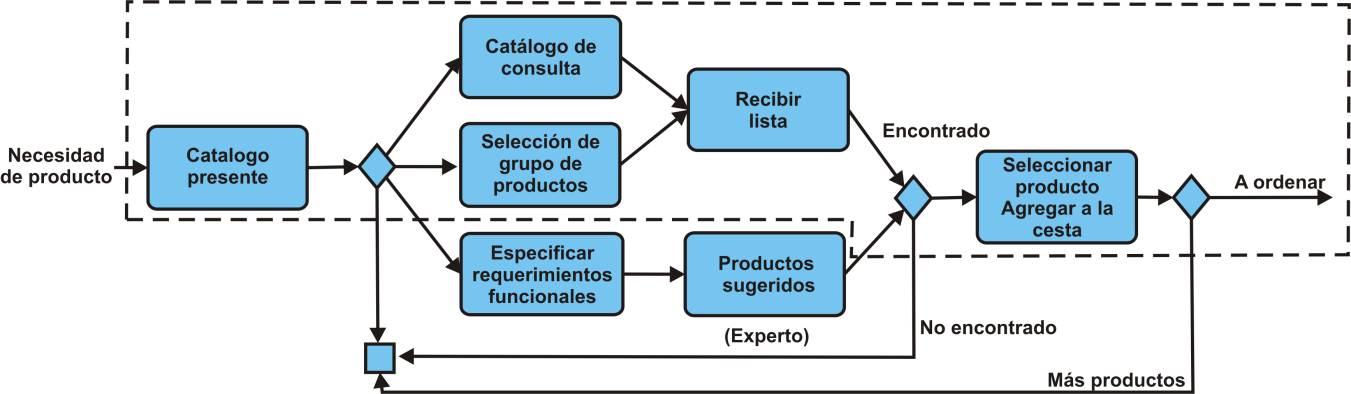 Necesidad
de producto
Catalogo
presente
Catálogo de
consulta
Selección de
grupo de
productos
Especificar
requerimientos
funcionales
Recibir
lista
Productos
sugeridos
(Experto)
Encontrado
No encontrado
Seleccionar
producto
Agregar a la
cesta
A ordenar
Más productos